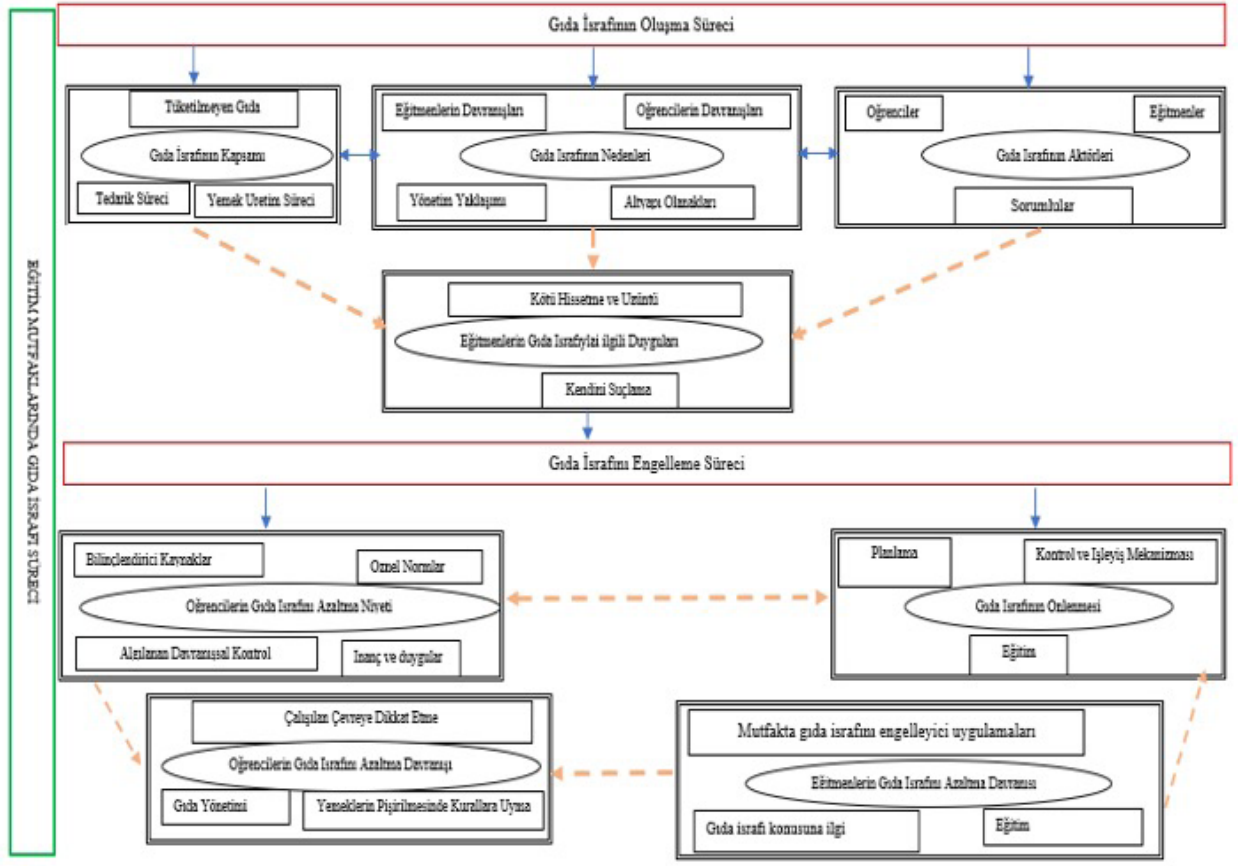 EĞİTİM MUTFAKLARINDA GIDA İSRAFI SÜRECİ
Gıda İsrafının Oluşma Süreci
Tüketilmeyen Gıda
Gıda İsrafının Kapsamı
Tedarik Süreci
Yemek Üretim Süreci
Eğitmenlerin Davranışları
Öğrencilerin Davranışları
Gıda İsrafının Nedenleri
Yönetim Yaklaşımı
Altyapı Olanakları
Öğrenciler
Eğitmenler
Gıda İsrafının Aktörleri
Sorumlular
Kötü Hissetme ve Üzüntü
Eğitmenlerin Gıda İsrafıylai ilgili Duyguları
Kendini Suçlama
Gıda İsrafını Engelleme Süreci
Bilinçlendirici Kaynaklar
Öznel Normlar
Öğrencilerin Gıda İsrafını Azaltma Niyeti
Algılanan Davranışsal Kontrol
İnanç ve duygular
Planlama
Kontrol ve İşleyiş Mekanizması
Gıda İsrafının Önlenmesi
Eğitim
Çalışılan Çevreye Dikkat Etme
Öğrencilerin Gıda İsrafını Azaltma Davranışı
Gıda Yönetimi
Yemeklerin Pişirilmesinde Kurallara Uyma
Mutfakta gıda israfını engelleyici uygulamaları
Eğitmenlerin Gıda İsrafını Azaltma Davranışı
Gıda israfı konusuna ilgi
Eğitim